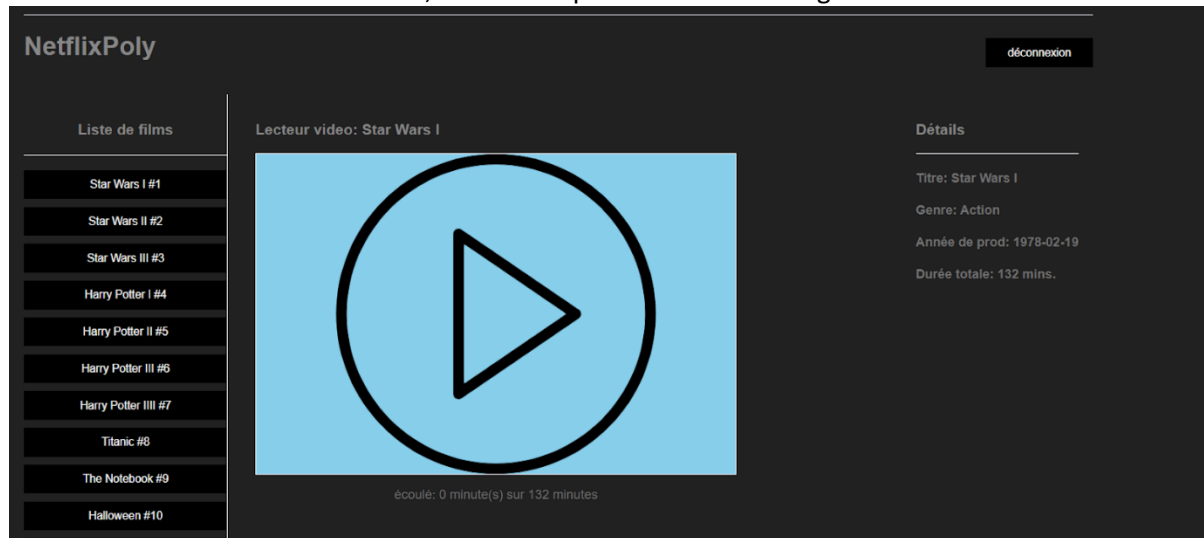 NetflixPoly
déconnexion
Liste de films
Star Wars I #1
Star Wars II #2
Star Wars III #3
Harry Potter I #4
Harry Potter II #5
Harry Potter III #6
Harry Potter IIII #7
Titanic #8
The Notebook #9
Halloween #10
Lecteur video: Star Wars I
écoulé: 0 minute(s) sur 132 minutes
Détails
Titre: Star Wars I
Genre: Action
Année de prod: 1978-02-19
Durée totale: 132 mins.